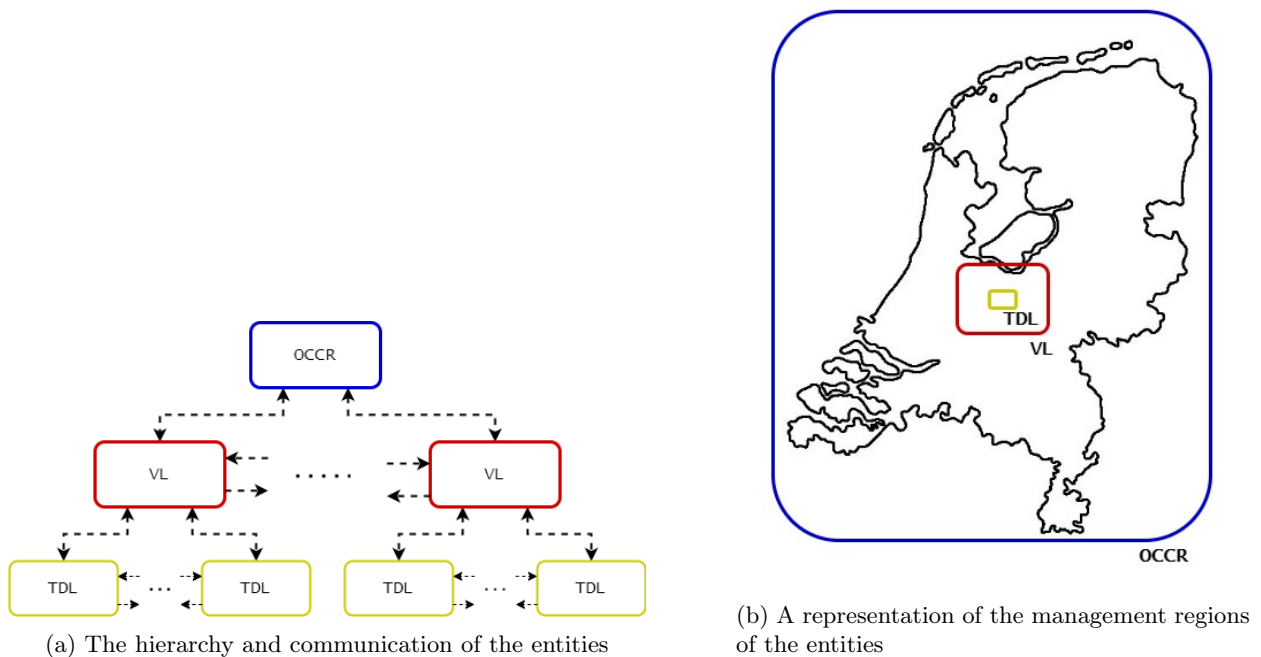 OCCR
VL
. . . . . .
VL
TDL
...
TDL
TDL
...
TDL
(a) The hierarchy and communication of the entities
TDL
VL
OCCR
(b) A representation of the management regions
of the entities